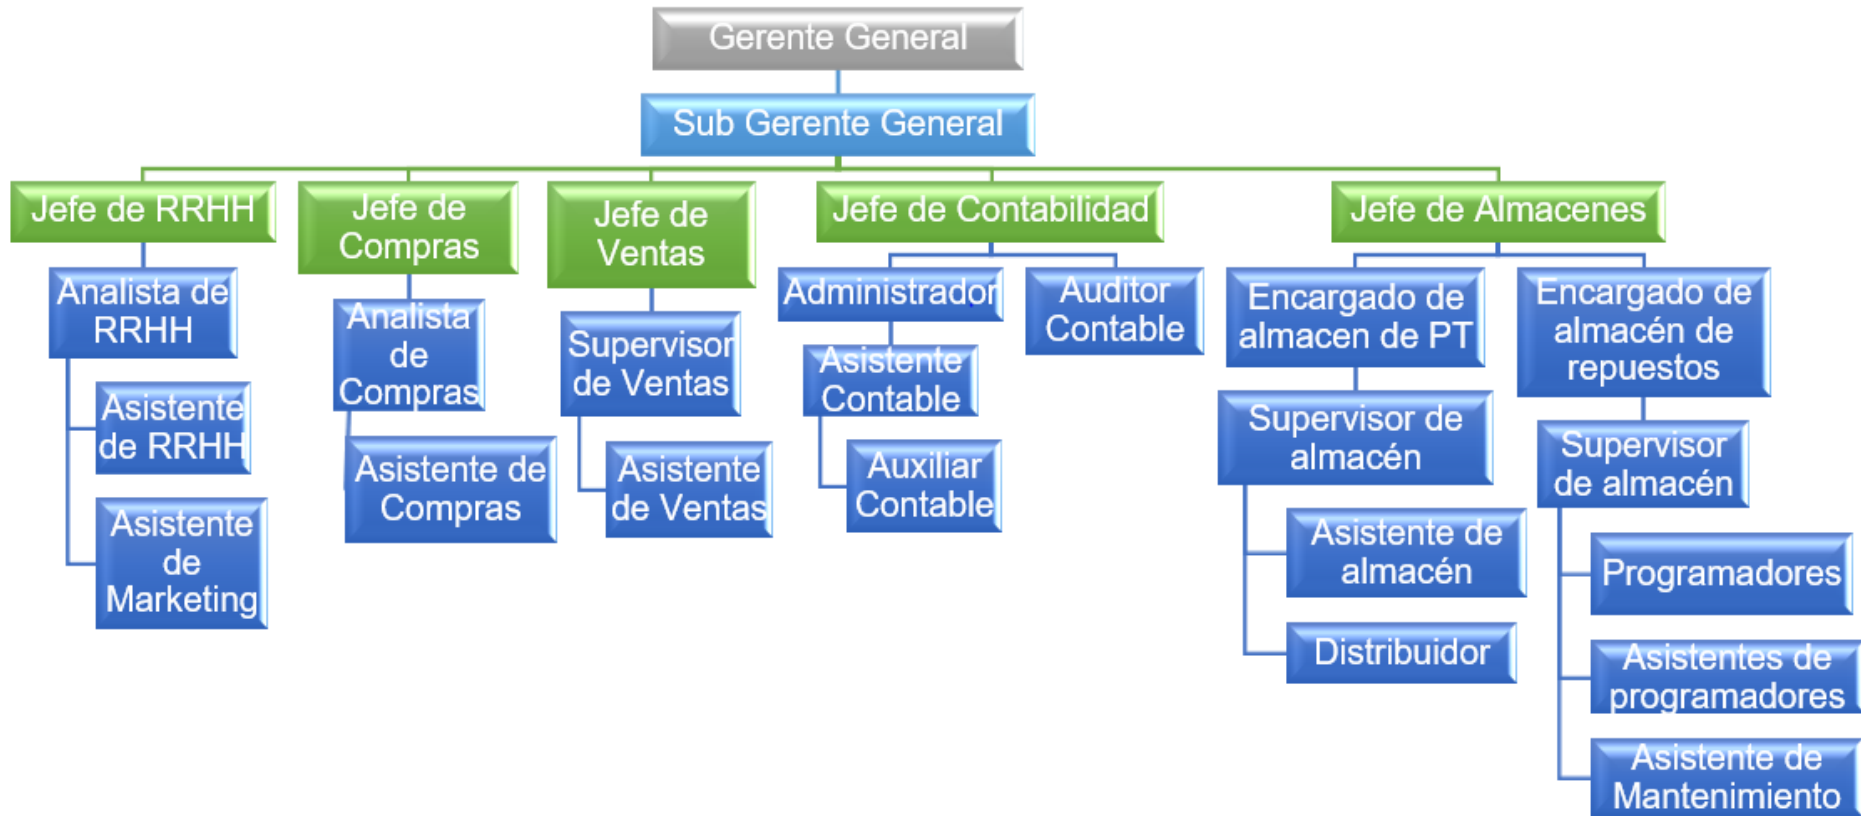 Gerente General
Sub Gerente General
Jefe de RRHH
Analista de
RRHH
Asistente
de RRHH
Asistente
de
Marketing
Jefe de
Compras
Analista
de
Compras
Asistente de
Compras
Jefe de
Ventas
Supervisor
de Ventas
Asistente
de Ventas
Jefe de Contabilidad
Administrador
Asistente
Contable
Auxiliar
Contable
Auditor
Contable
Jefe de Almacenes
Encargado de
almacen de PT
Supervisor de
almacén
Asistente de
almacén
Distribuidor
Encargado de
almacén de
repuestos
Supervisor
de almacén
Programadores
Asistentes de
programadores
Asistente de
Mantenimiento